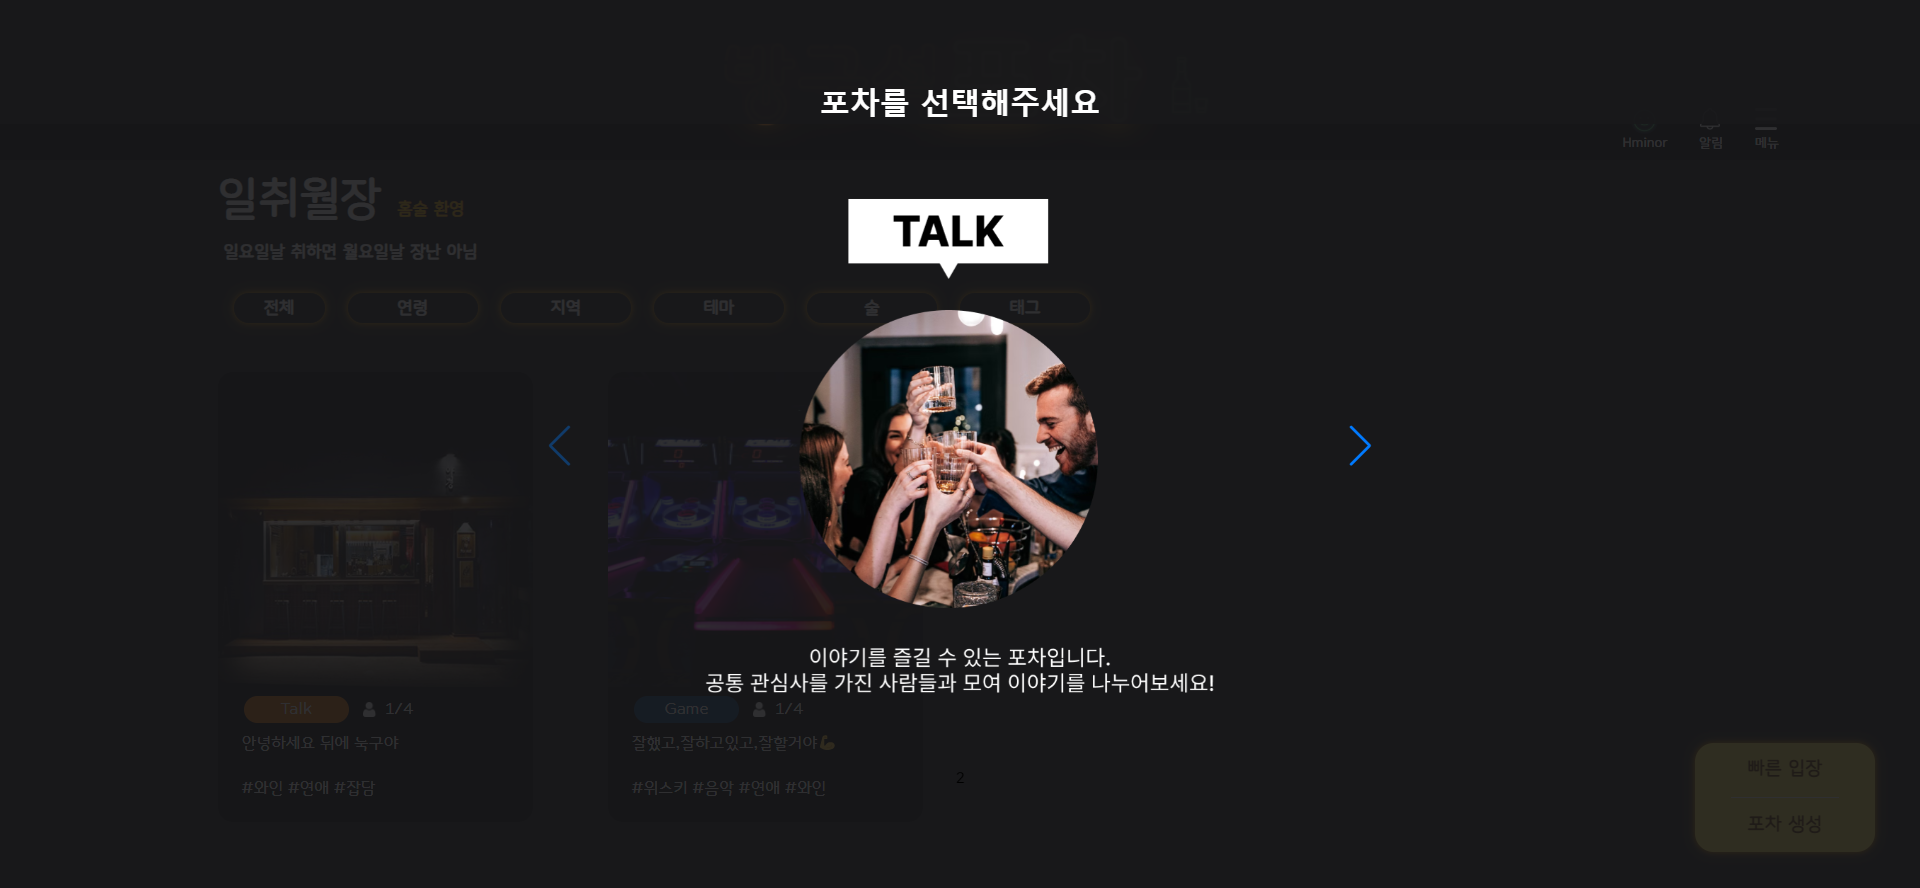 포차를 선택해주세요
Hminor
알림
메뉴
일취월장 홈술 환영
일요일날 취하면 월요일날 장난 아님
TALK
전체
연령
지역
테마
술
태그
이야기를 즐길 수 있는 포차입니다.
공통 관심사를 가진 사람들과 모여 이야기를 나누어보세요!
Talk 1/4
안녕하세요 뒤에 눅구야
#와인 #연애 #잡담
Game 1/4
잘했고,잘하고있고,잘할거야💪
#위스키 #음악 #연애 #와인
2
빠른 입장
포차 생성